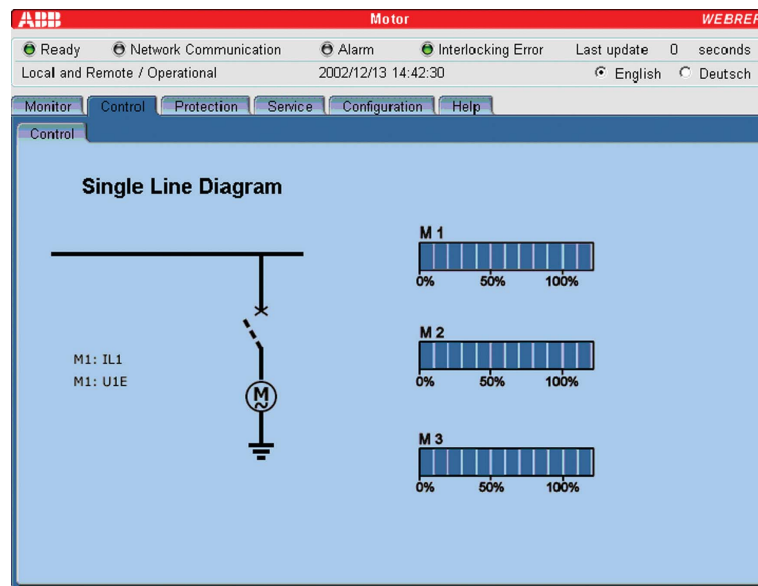 ABB Motor WEBREF
Ready Network Communication Alarm Interlocking Error Last update 0 seconds
Local and Remote / Operational 2002/12/13 14:42:30 English Deutsch
Monitor Control Protection Service Configuration Help
Control
Single Line Diagram
M 1
0% 50% 100%
M 2
0% 50% 100%
M 3
0% 50% 100%
M1: IL1
M1: U1E
M
~